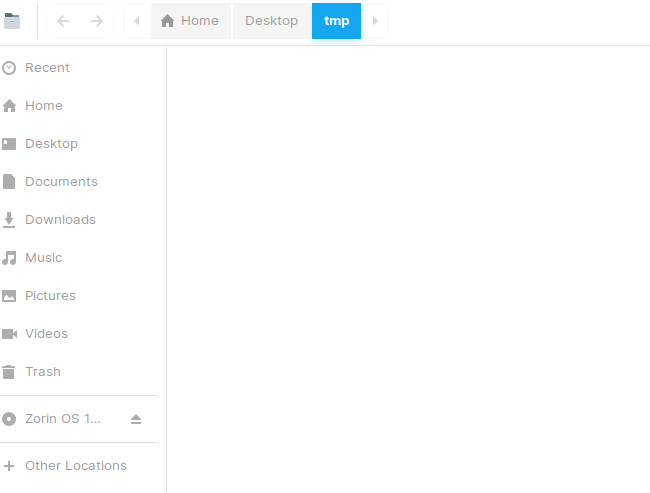 Home Desktop tmp
Recent
Home
Desktop
Documents
Downloads
Music
Pictures
Videos
Trash
Zorin OS 1...
Other Locations